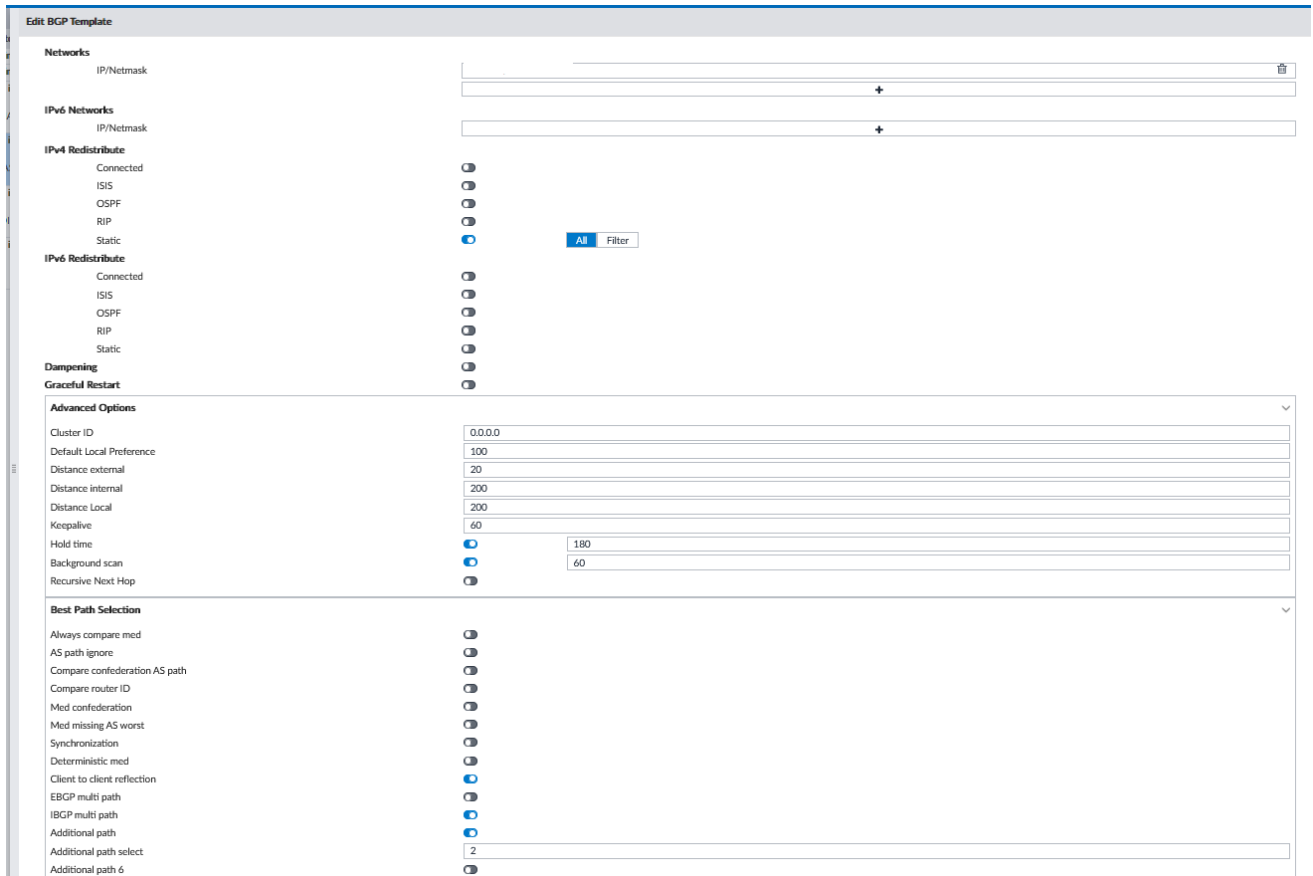 Edit BGP Template
Networks
IP/Netmask
IPv6 Networks
IP/Netmask
IPv4 Redistribute
Connected
ISIS
OSPF
RIP
Static All Filter
IPv6 Redistribute
Connected
ISIS
OSPF
RIP
Static
Dampening
Graceful Restart
Advanced Options
Cluster ID 0.0.0.0
Default Local Preference 100
Distance external 20
Distance internal 200
Distance Local 200
Keepalive 60
Hold time 180
Background scan 60
Recursive Next Hop
Best Path Selection
Always compare med
AS path ignore
Compare confederation AS path
Compare router ID
Med confederation
Med missing AS worst
Synchronization
Deterministic med
Client to client reflection
EBGP multi path
IBGP multi path
Additional path
Additional path select 2
Additional path 6